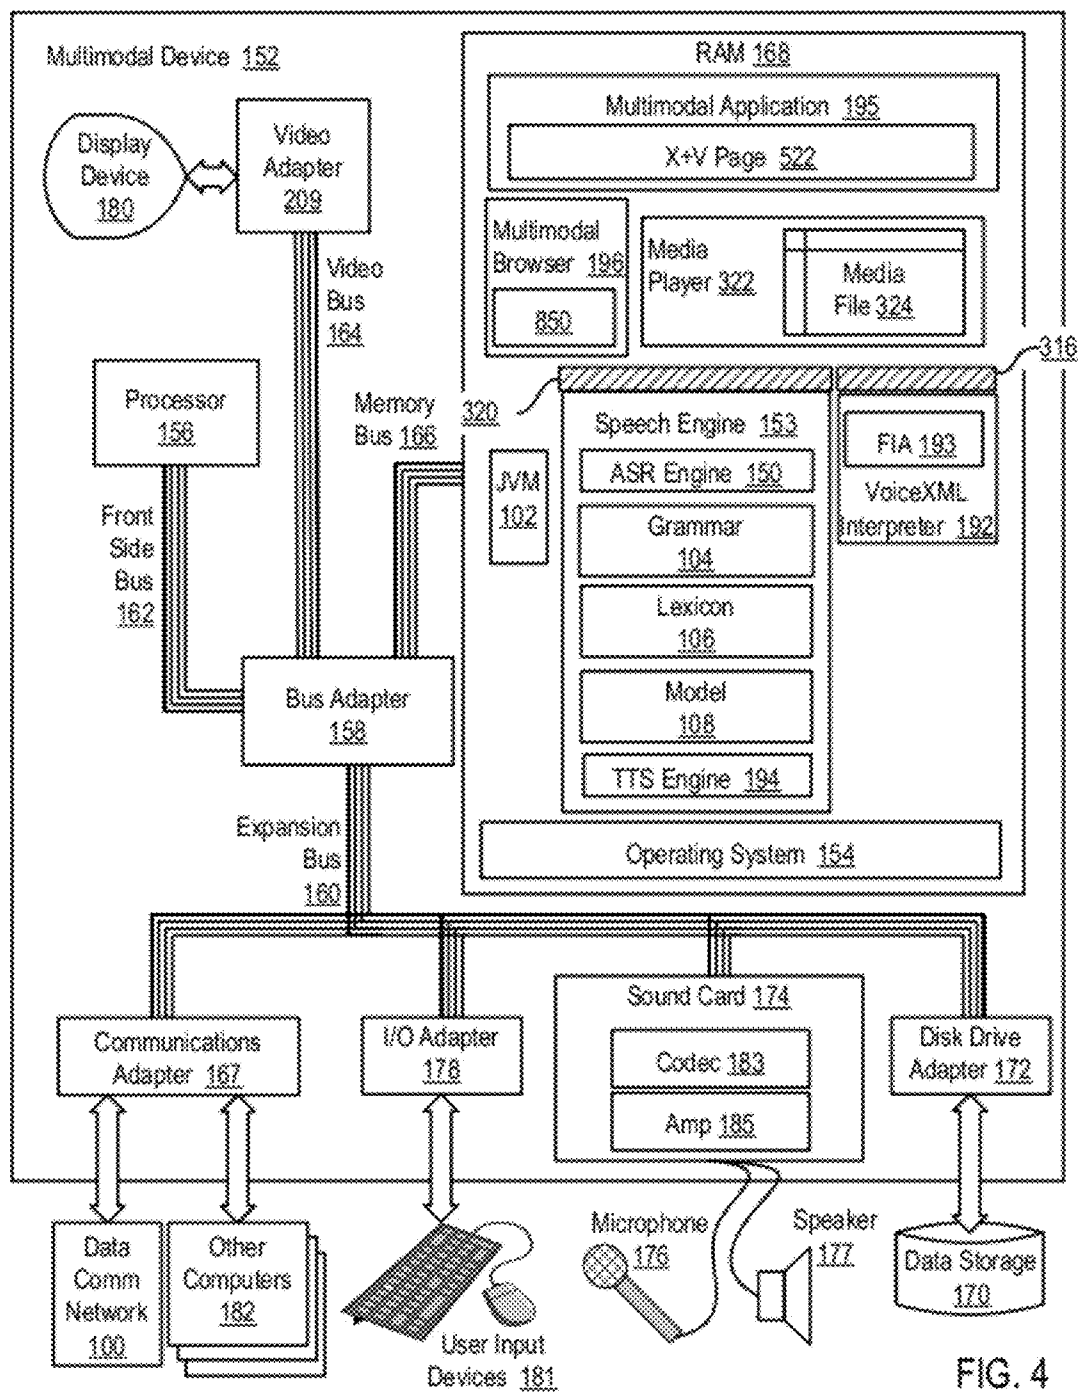 Multimodal Device 152
RAM 168
Multimodal Application 195
X+V Page 522
Display
Device
180
Video
Adapter
209
Multimodal
Browser 196
850
Media
Player 322
Media
File 324
Video
Bus
164
316
Processor
156
Memory
Bus 166
320
Speech Engine 153
FIA 193
VoiceXML
Interpreter 192
JVM
102
ASR Engine 150
Grammar
104
Lexicon
106
Model
108
TTS Engine 194
Front
Side
Bus
162
Bus Adapter
158
Operating System 154
Expansion
Bus
160
Communications
Adapter 167
I/O Adapter
178
Sound Card 174
Codec 183
Amp 185
Disk Drive
Adapter 172
Data
Comm
Network
100
Other
Computers
182
User Input
Devices 181
Microphone
176
Speaker
177
Data Storage
170
FIG. 4